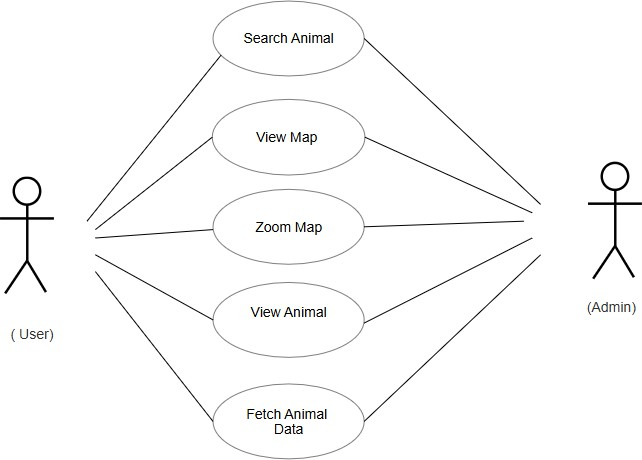 Search Animal
View Map
Zoom Map
View Animal
Fetch Animal
Data
( User)
(Admin)